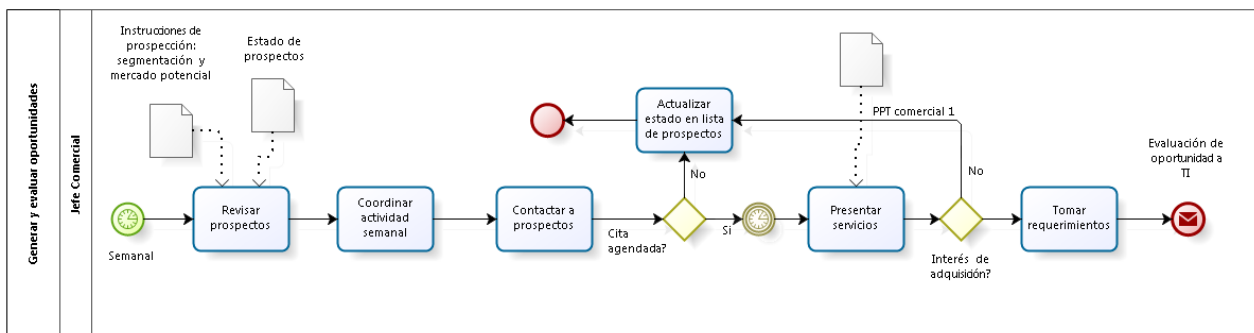 Generar y evaluar oportunidades
Jefe Comercial
Instrucciones de
prospección:
segmentación y
mercado potencial
Estado de
prospectos
Semanal
Revisar
prospectos
Coordinar
actividad
semanal
Contactar a
prospectos
Cita
agendada?
No
Si
Actualizar
estado en lista
de prospectos
PPT comercial 1
Presentar
servicios
No
Interés de
adquisición?
Tomar
requerimientos
Evaluación de
oportunidad a
TI